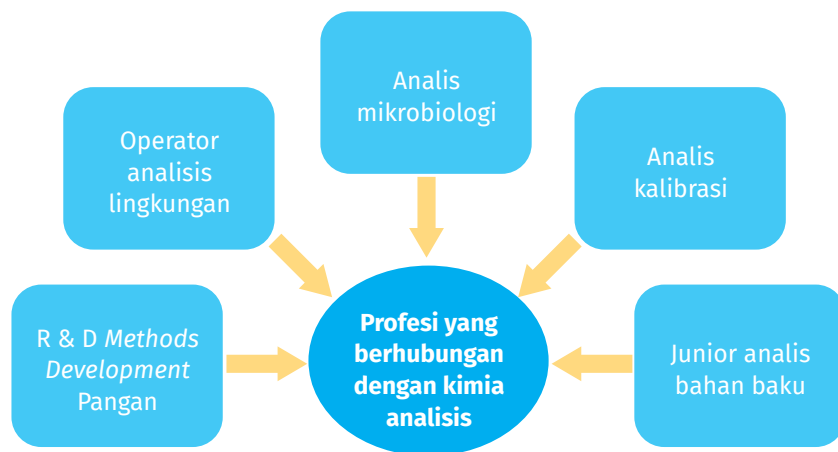 Analis
mikrobiologi
Operator
analisis
lingkungan
Analis
kalibrasi
R & D Methods
Development
Pangan
Profesi yang
berhubungan
dengan kimia
analisis
Junior analis
bahan baku